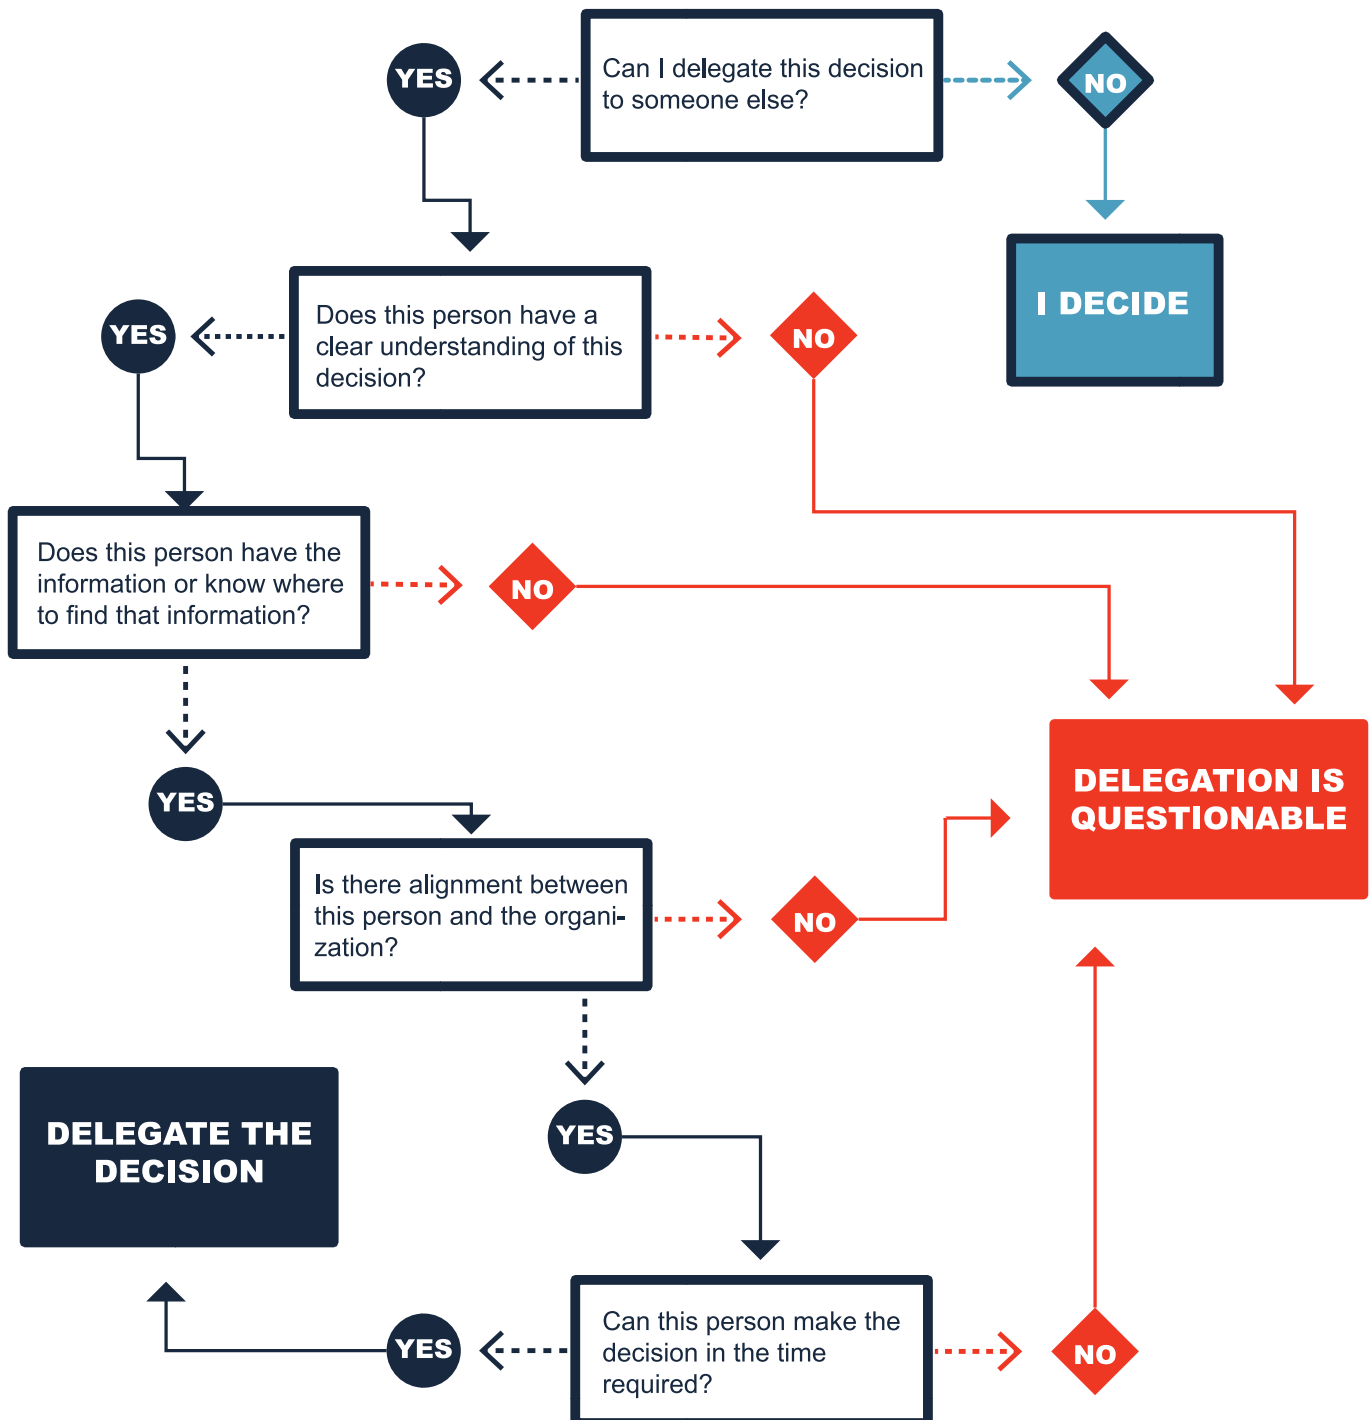 Can I delegate this decision
to someone else?
YES
NO
I DECIDE
Does this person have a
clear understanding of this
decision?
YES
NO
Does this person have the
information or know where
to find that information?
NO
YES
DELEGATION IS
QUESTIONABLE
Is there alignment between
this person and the organi-
zation?
NO
YES
DELEGATE THE
DECISION
Can this person make the
decision in the time
required?
YES
NO